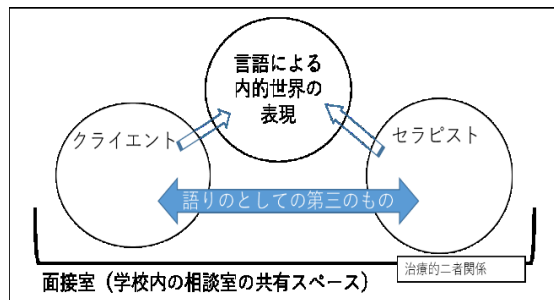 言語による
内的世界の
表現
クライエント
セラピスト
語りのとしての第三のもの
治療的二者関係
面接室（学校内の相談室の共有スペース）